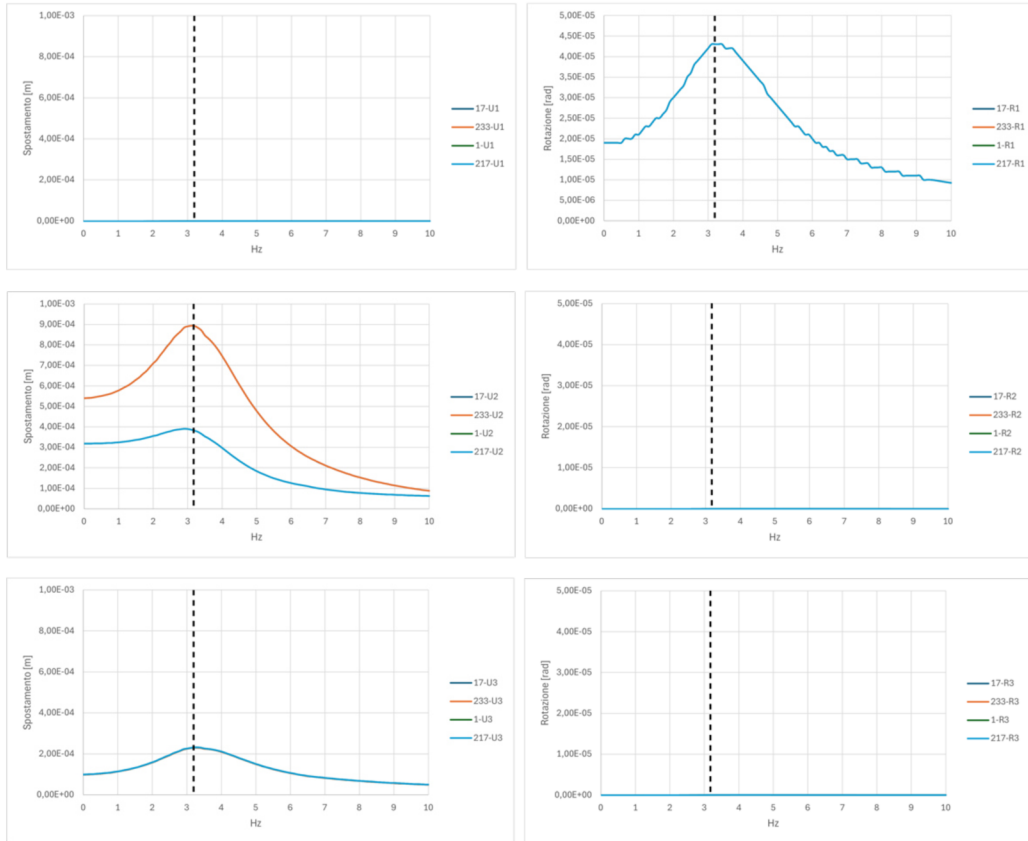 1,00E-03
8,00E-04
6,00E-04
4,00E-04
2,00E-04
0,00E+00
Spostamento [m]
0 1 2 3 4 5 6 7 8 9 10
Hz
17-U1
233-U1
1-U1
217-U1
5,00E-05
4,50E-05
4,00E-05
3,50E-05
3,00E-05
2,50E-05
2,00E-05
1,50E-05
1,00E-05
5,00E-06
0,00E+00
Rotazione [rad]
0 1 2 3 4 5 6 7 8 9 10
Hz
17-R1
233-R1
1-R1
217-R1
1,00E-03
9,00E-04
8,00E-04
7,00E-04
6,00E-04
5,00E-04
4,00E-04
3,00E-04
2,00E-04
1,00E-04
0,00E+00
Spostamento [m]
0 1 2 3 4 5 6 7 8 9 10
Hz
17-U2
233-U2
1-U2
217-U2
5,00E-05
4,00E-05
3,00E-05
2,00E-05
1,00E-05
0,00E+00
Rotazione [rad]
0 1 2 3 4 5 6 7 8 9 10
Hz
17-R2
233-R2
1-R2
217-R2
1,00E-03
8,00E-04
6,00E-04
4,00E-04
2,00E-04
0,00E+00
Spostamento [m]
0 1 2 3 4 5 6 7 8 9 10
Hz
17-U3
233-U3
1-U3
217-U3
5,00E-05
4,00E-05
3,00E-05
2,00E-05
1,00E-05
0,00E+00
Rotazione [rad]
0 1 2 3 4 5 6 7 8 9 10
Hz
17-R3
233-R3
1-R3
217-R3